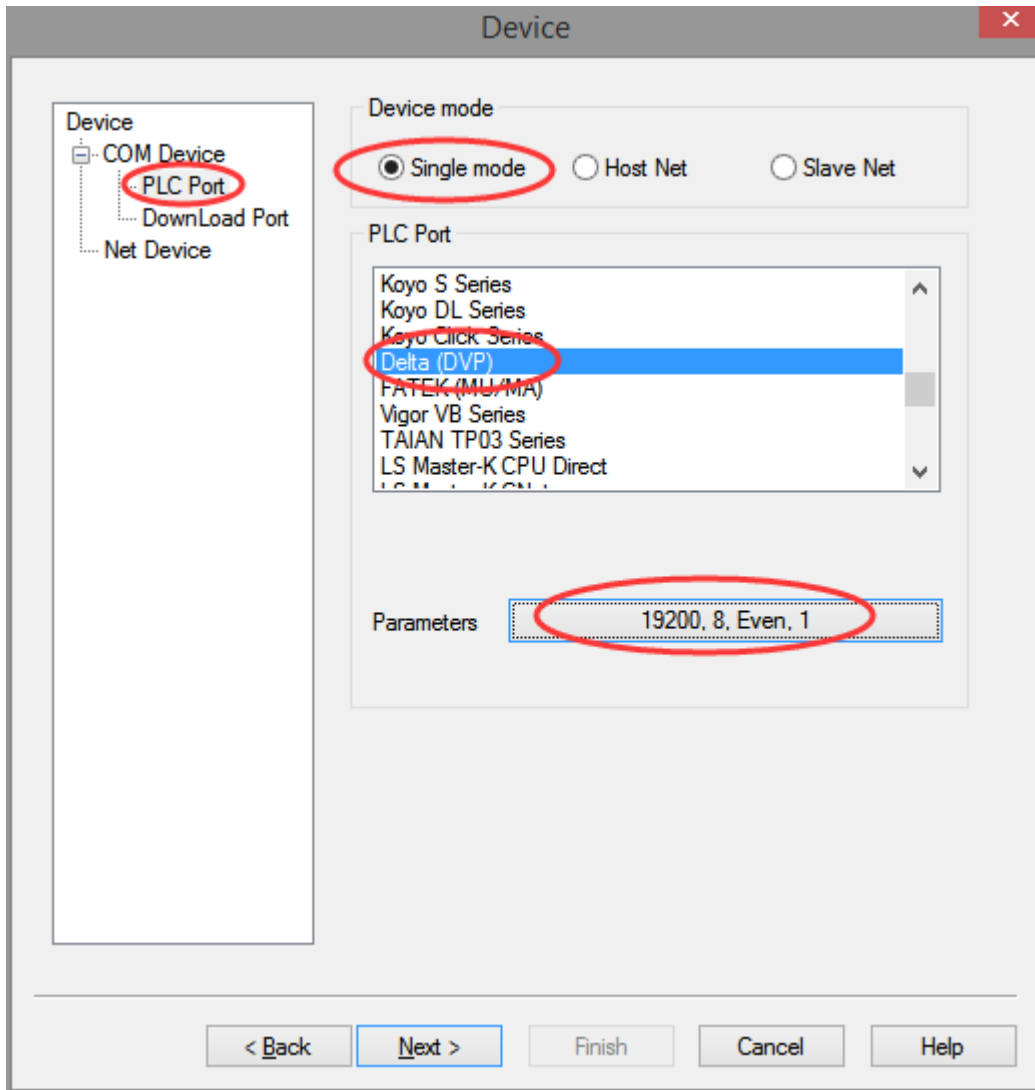 Device
Device
COM Device
PLC Port
DownLoad Port
Net Device
Device mode
Single mode
Host Net
Slave Net
PLC Port
Koyo S Series
Koyo DL Series
Koyo Click Series
Delta (DVP)
FATEK (MU/MA)
Vigor VB Series
TAIAN TP03 Series
LS Master-K CPU Direct
Parameters
19200, 8, Even, 1
< Back
Next >
Finish
Cancel
Help